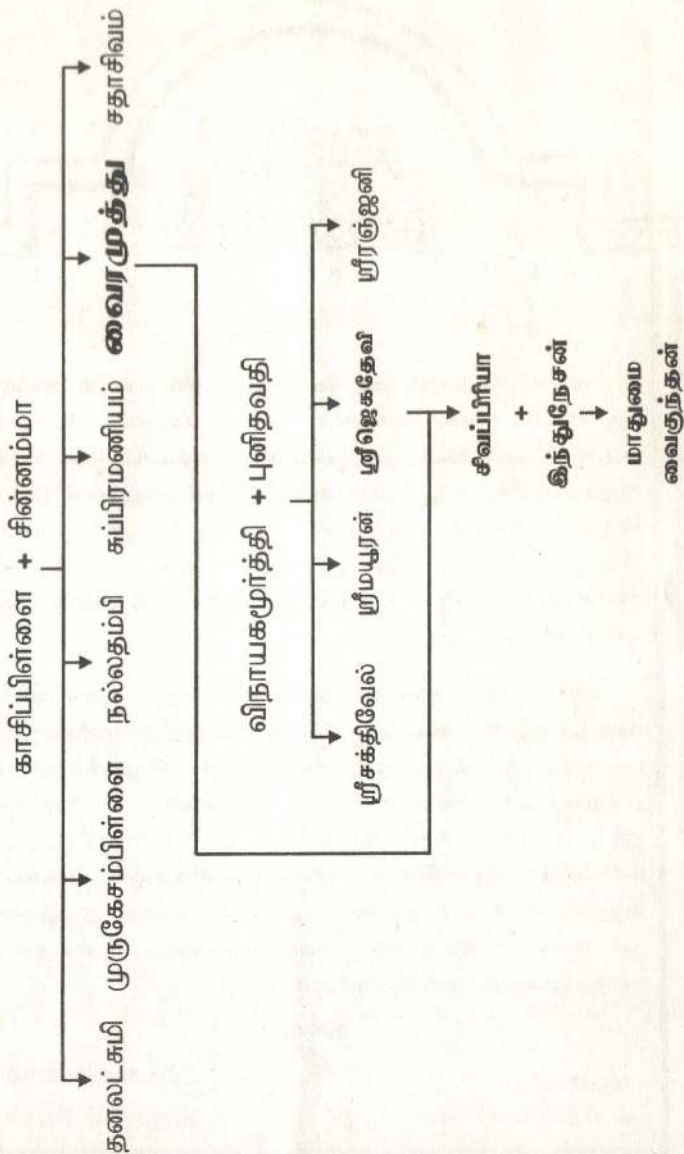 காசிப்பிள்ளை + சின்னம்மா
தனலட்சுமி முருகேசம்பிள்ளை நல்லதம்பி சுப்பிரமணியம வைரமுத்து சதாசிவம்
விநாயகமூர்த்தி + புனிதவதி
ஸ்ரீசக்திவேல் ஸ்ரீமயூரன் ஸ்ரீஜெகதேவி ஸ்ரீரஞ்ஜனி
சிவப்பிரியா
+
இந்துநேசன்
மாதுமை
வைகுந்தன்